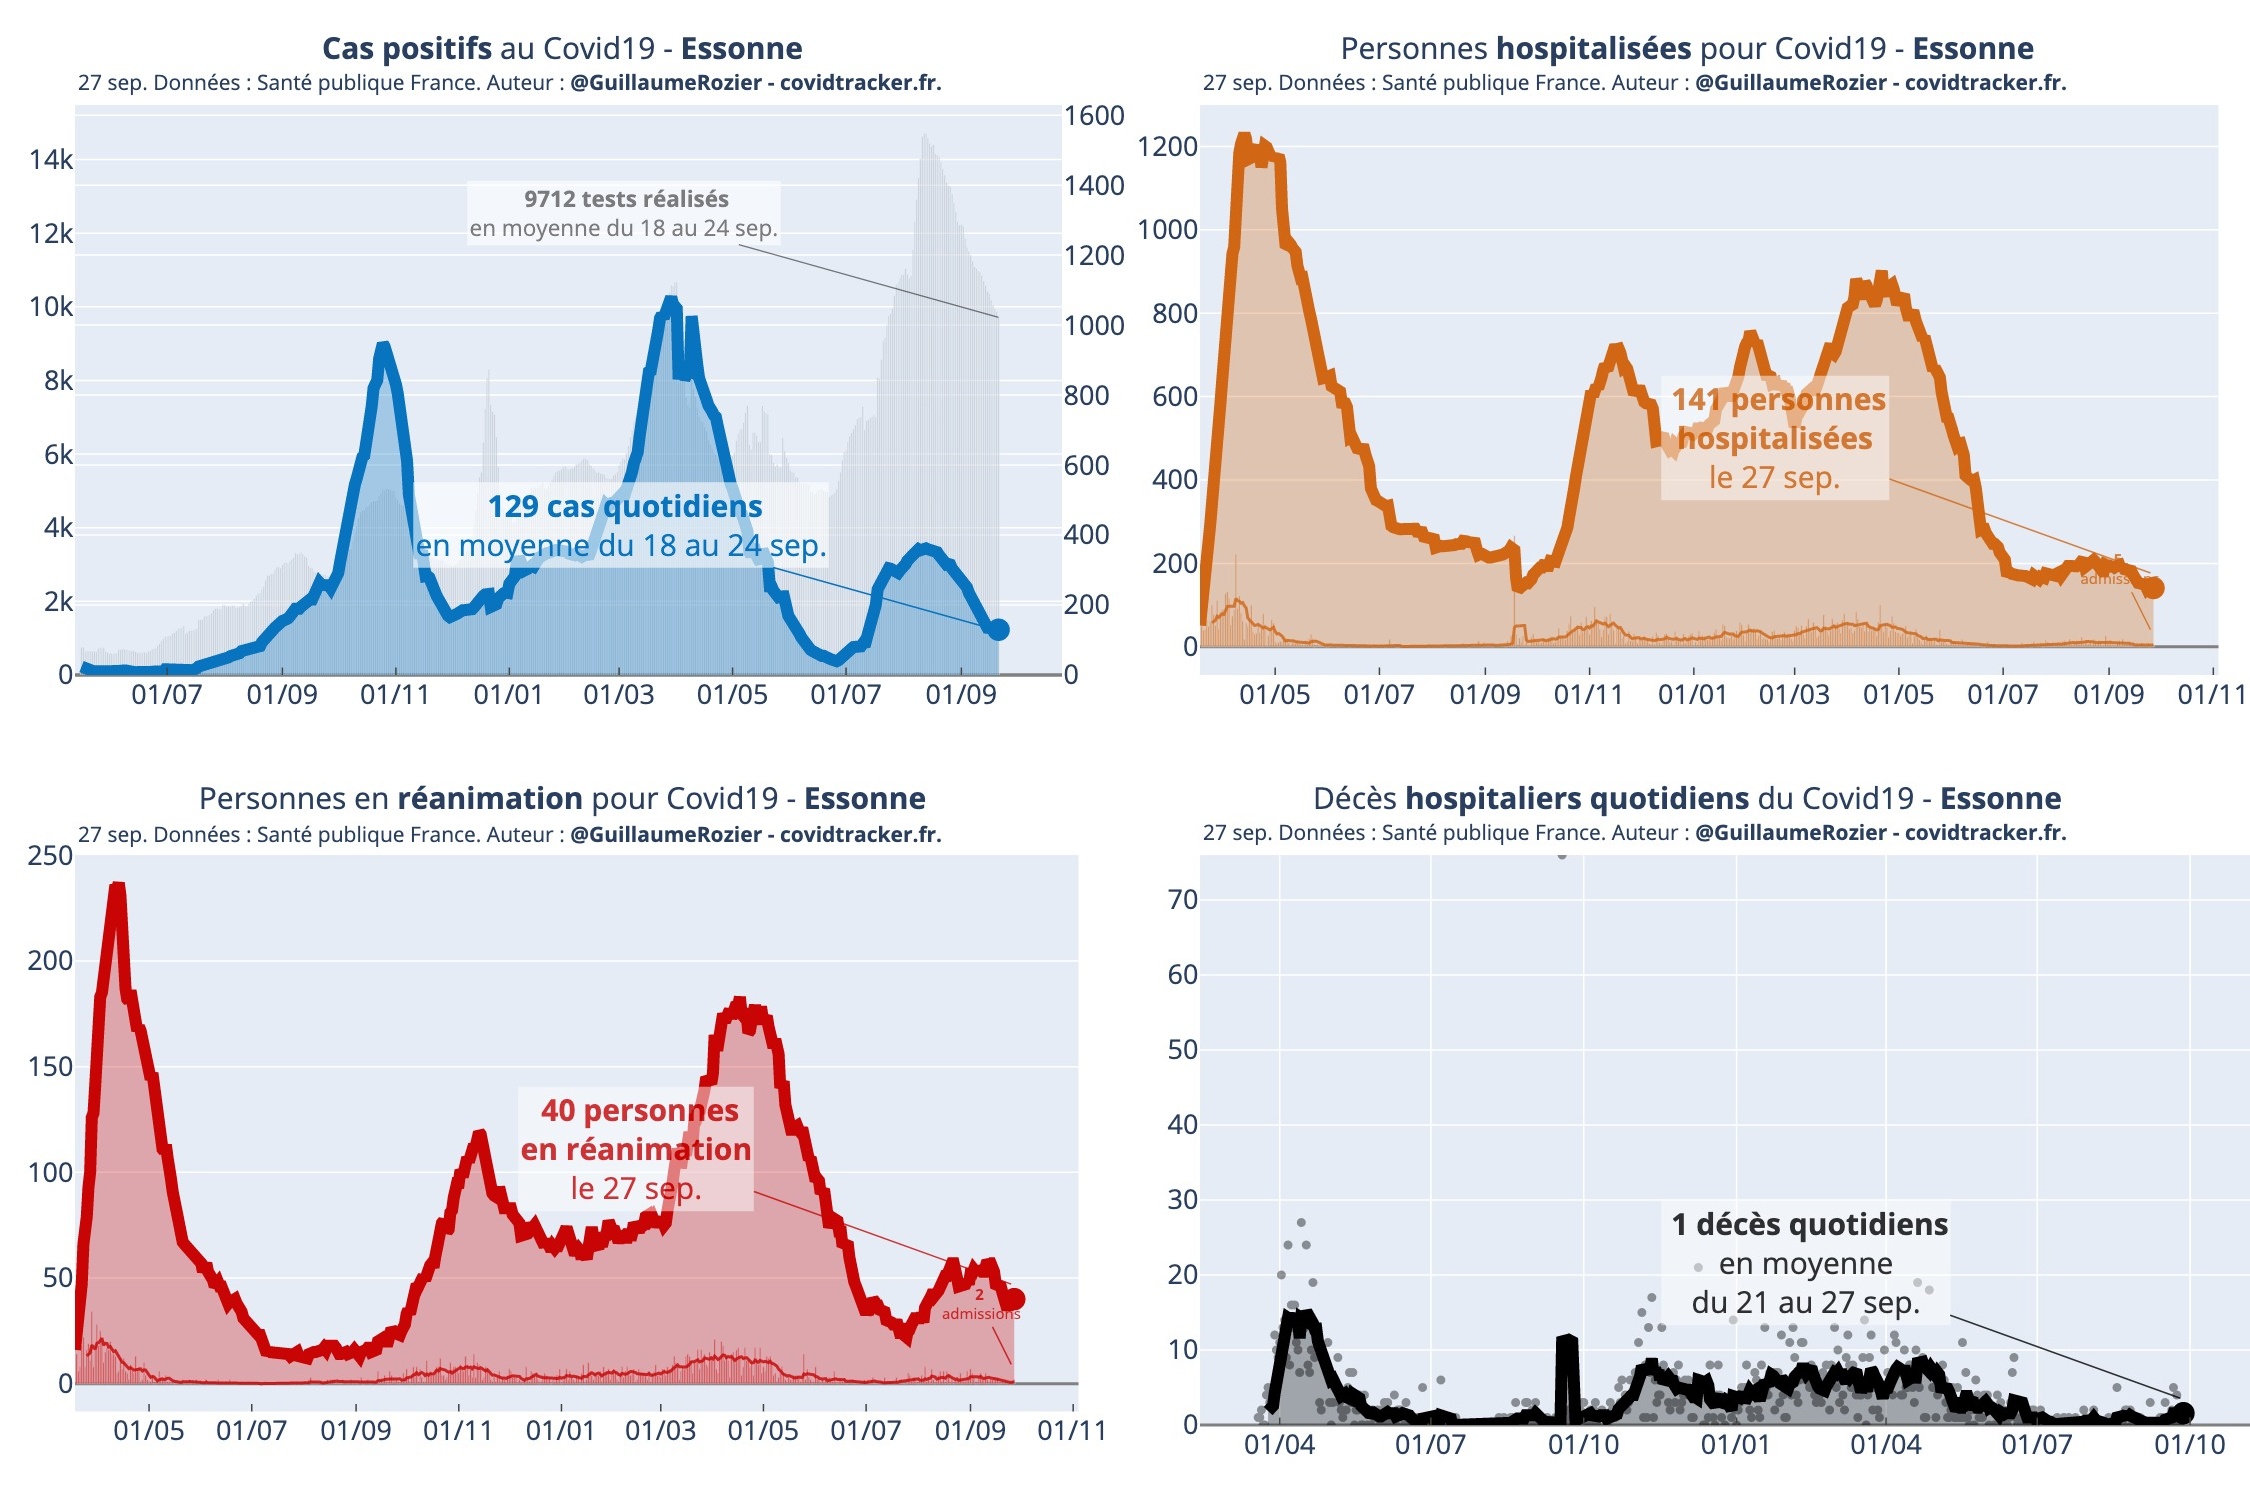 Cas positifs au Covid19 - Essonne
27 sep. Données : Santé publique France. Auteur : @GuillaumeRozier - covidtracker.fr.
14k
12k
10k
8k
6k
4k
2k
0
1600
1400
1200
1000
800
600
400
200
0
9712 tests réalisés
en moyenne du 18 au 24 sep.
129 cas quotidiens
en moyenne du 18 au 24 sep.
01/07 01/09 01/11 01/01 01/03 01/05 01/07 01/09
Personnes hospitalisées pour Covid19 - Essonne
27 sep. Données : Santé publique France. Auteur : @GuillaumeRozier - covidtracker.fr.
1200
1000
800
600
400
200
0
141 personnes
hospitalisées
le 27 sep.
5
01/05 01/07 01/09 01/11 01/01 01/03 01/05 01/07 01/09 01/11
Personnes en réanimation pour Covid19 - Essonne
27 sep. Données : Santé publique France. Auteur : @GuillaumeRozier - covidtracker.fr.
250
200
150
100
50
0
40 personnes
en réanimation
le 27 sep.
2
admissions
01/05 01/07 01/09 01/11 01/01 01/03 01/05 01/07 01/09 01/11
Décès hospitaliers quotidiens du Covid19 - Essonne
27 sep. Données : Santé publique France. Auteur : @GuillaumeRozier - covidtracker.fr.
70
60
50
40
30
20
10
0
1 décès quotidiens
en moyenne
du 21 au 27 sep.
01/04 01/07 01/10 01/01 01/04 01/07 01/10